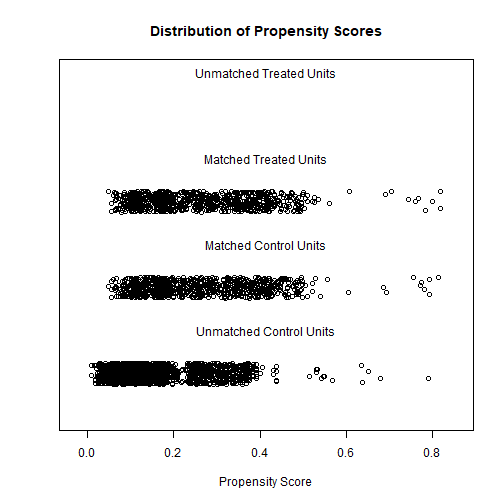 Distribution of Propensity Scores
Unmatched Treated Units
Matched Treated Units
Matched Control Units
Unmatched Control Units
0.0 0.2 0.4 0.6 0.8
Propensity Score